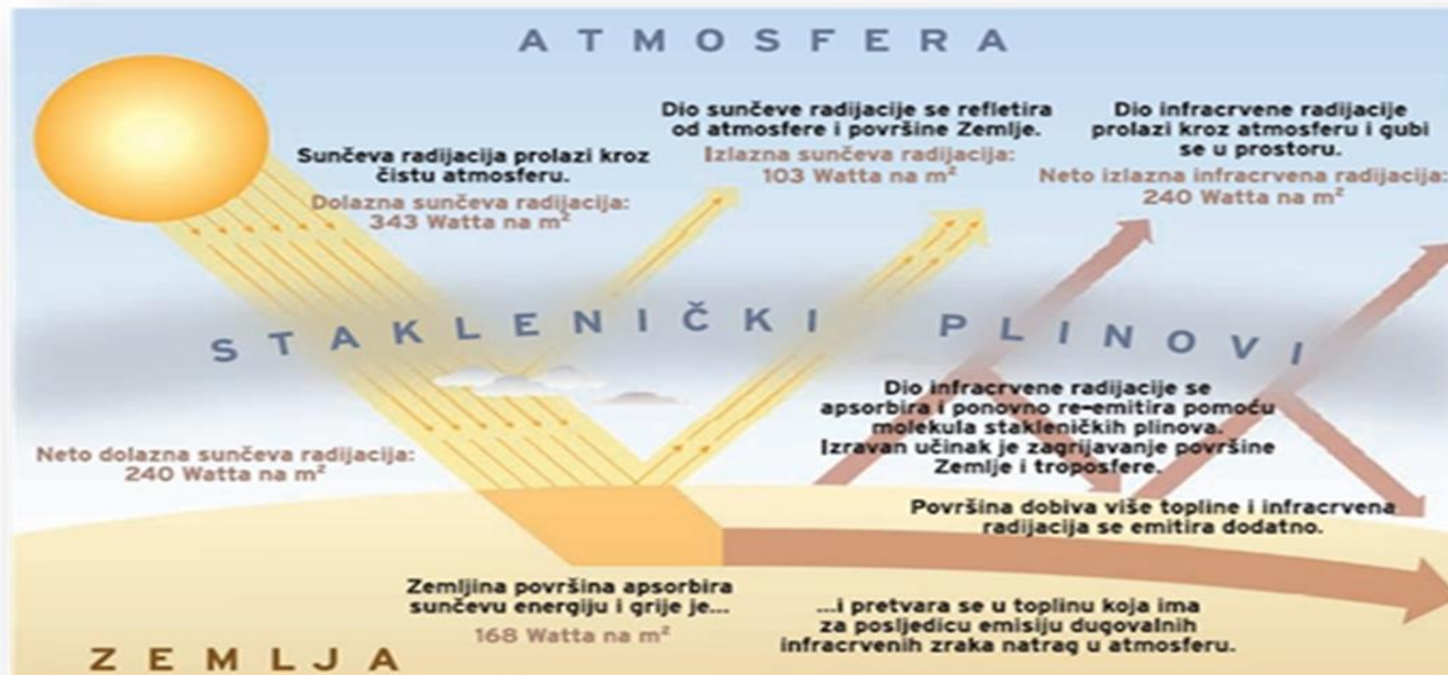 ATMOSFERA
Sunčeva radijacija prolazi kroz
čistu atmosferu.
Dolazna sunčeva radijacija:
343 Watta na m²
Dio sunčeve radijacije se refletira
od atmosfere i površine Zemlje.
Izlazna sunčeva radijacija:
103 Watta na m²
Dio infracrvene radijacije
prolazi kroz atmosferu i gubi
se u prostoru.
Neto izlazna infracrvena radijacija:
240 Watta na m²
STAKLENIČKI PLINOVI
Dio infracrvene radijacije se
apsorbira i ponovno re-emitira pomoću
molekula stakleničkih plinova.
Izravan učinak je zagrijavanje površine
Zemlje i troposfere.
Neto dolazna sunčeva radijacija:
240 Watta na m²
Površina dobiva više topline i infracrvena
radijacija se emitira dodatno.
Zemljina površina apsorbira
sunčevu energiju i grije je...
168 Watta na m²
...i pretvara se u toplinu koja ima
za posljedicu emisiju dugovalnih
infracrvenih zraka natrag u atmosferu.
ZEMLJA